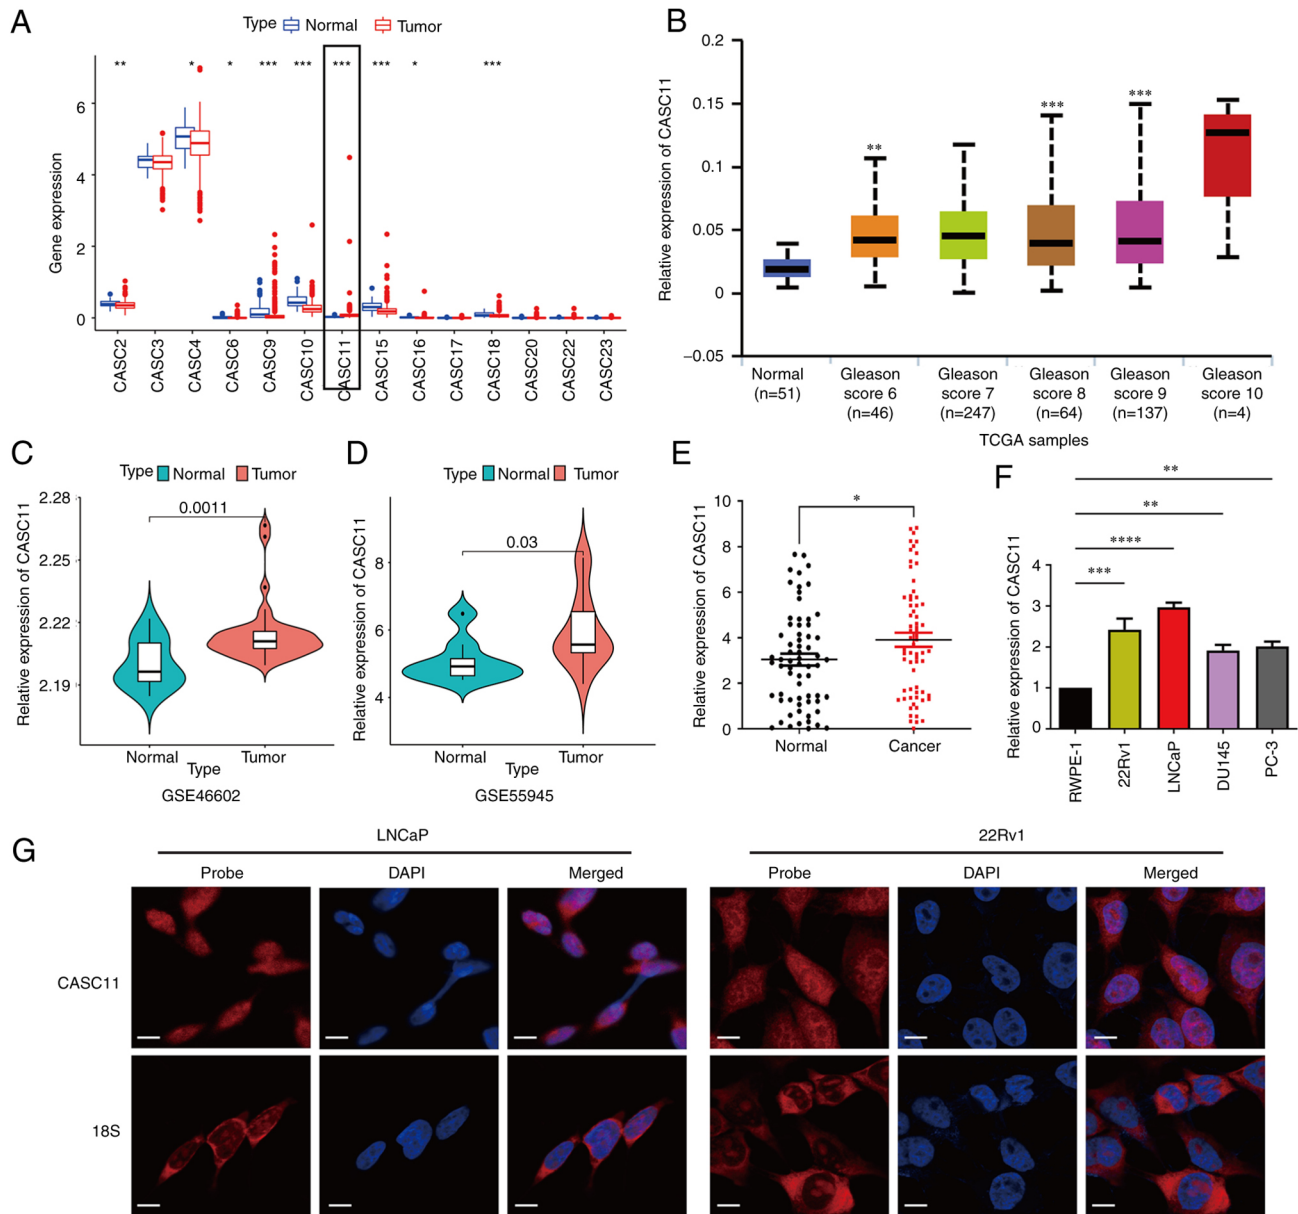 A
Type Normal Tumor
Gene expression
6
4
2
0
** * * *** *** *** *** * ***
CASC2
CASC3
CASC4
CASC6
CASC9
CASC10
CASC11
CASC15
CASC16
CASC17
CASC18
CASC20
CASC22
CASC23
B
Relative expression of CASC11
0.2
0.15
0.1
0.05
0
−0.05
**
***
***
Normal
(n=51)
Gleason
score 6
(n=46)
Gleason
score 7
(n=247)
Gleason
score 8
(n=64)
Gleason
score 9
(n=137)
Gleason
score 10
(n=4)
TCGA samples
C
Type Normal Tumor
Relative expression of CASC11
2.28
2.25
2.22
2.19
0.0011
Normal Tumor
Type
GSE46602
D
Type Normal Tumor
Relative expression of CASC11
8
6
4
0.03
Normal Tumor
Type
GSE55945
E
Relative expression of CASC11
10
8
6
4
2
0
*
Normal Cancer
F
Relative expression of CASC11
4
3
2
1
0
**
**
****
***
RWPE-1
22Rv1
LNCaP
DU145
PC-3
G
LNCaP 22Rv1
Probe DAPI Merged Probe DAPI Merged
CASC11
18S